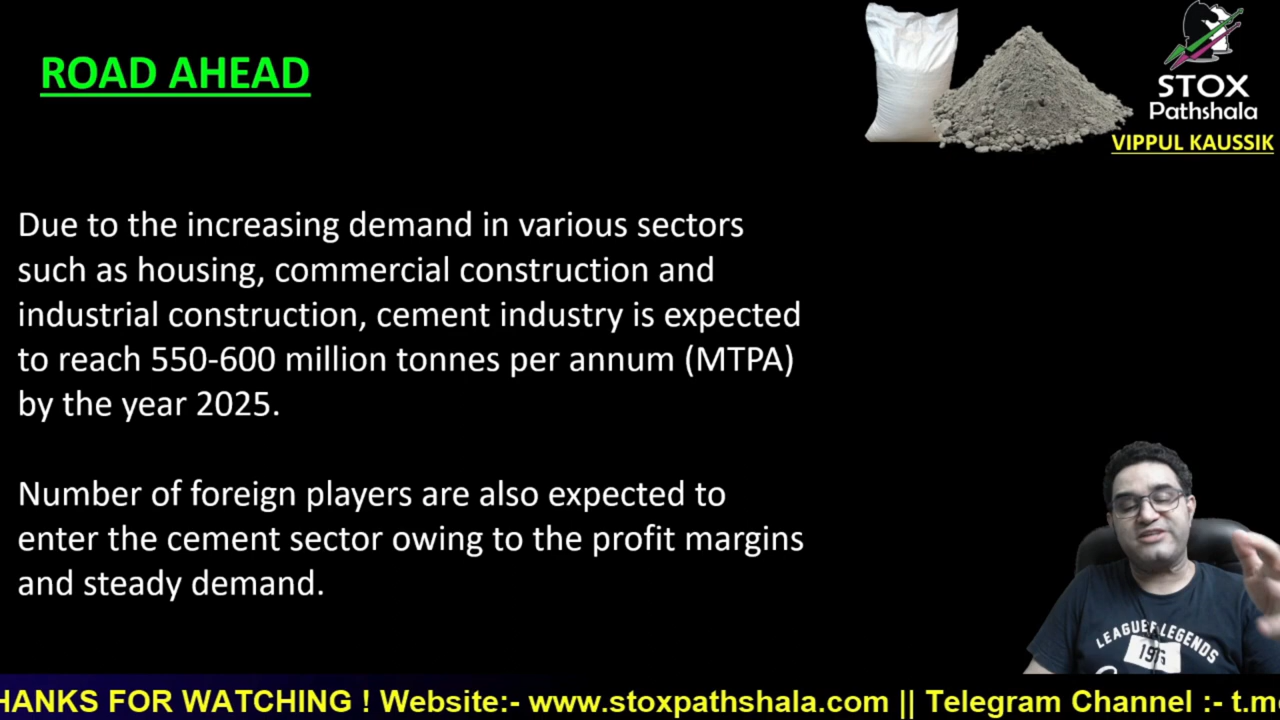 ROAD AHEAD
STOX
Pathshala
VIPPUL KAUSSIK
Due to the increasing demand in various sectors
such as housing, commercial construction and
industrial construction, cement industry is expected
to reach 550-600 million tonnes per annum (MTPA)
by the year 2025.
Number of foreign players are also expected to
enter the cement sector owing to the profit margins
and steady demand.
LEAGUE LEGENDS
HANKS FOR WATCHING ! Website:- www.stoxpathshala.com || Telegram Channel :- t.m